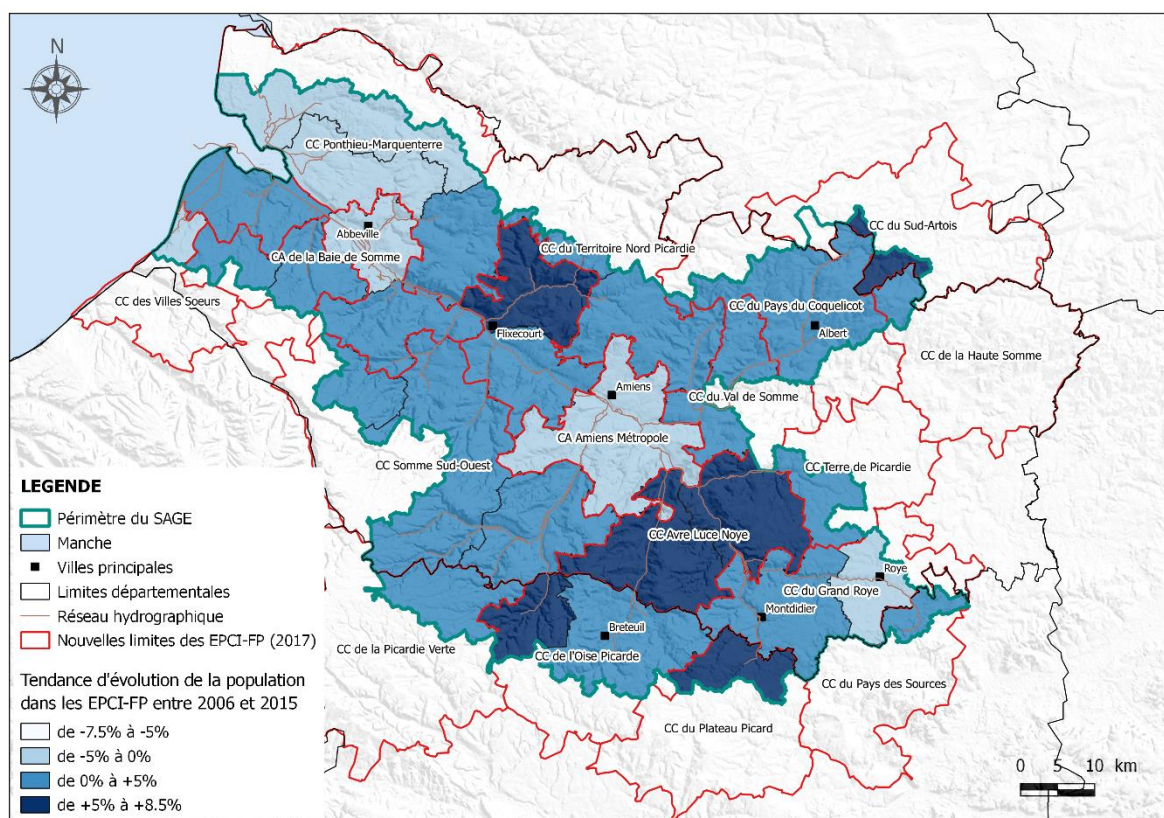 N
CC Ponthieu-Marquenterre
Abbeville
CA de la Baie de Somme
CC des Villes Soeurs
CC du Territoire Nord Picardie
Flixecourt
CC du Sud-Artois
CC du Pays du Coquelicot
Albert
CC de la Haute Somme
Amiens
CC du Val de Somme
CA Amiens Métropole
CC Somme Sud-Ouest
CC Terre de Picardie
CC Avre Luce Noye
Roye
CC du Grand Roye
Montdidier
Breteuil
CC de la Picardie Verte
CC de l'Oise Picarde
CC du Pays des Sources
CC du Plateau Picard
LEGENDE
Périmètre du SAGE
Manche
Villes principales
Limites départementales
Réseau hydrographique
Nouvelles limites des EPCI-FP (2017)
Tendance d'évolution de la population
dans les EPCI-FP entre 2006 et 2015
de -7.5% à -5%
de -5% à 0%
de 0% à +5%
de +5% à +8.5%
0 5 10 km